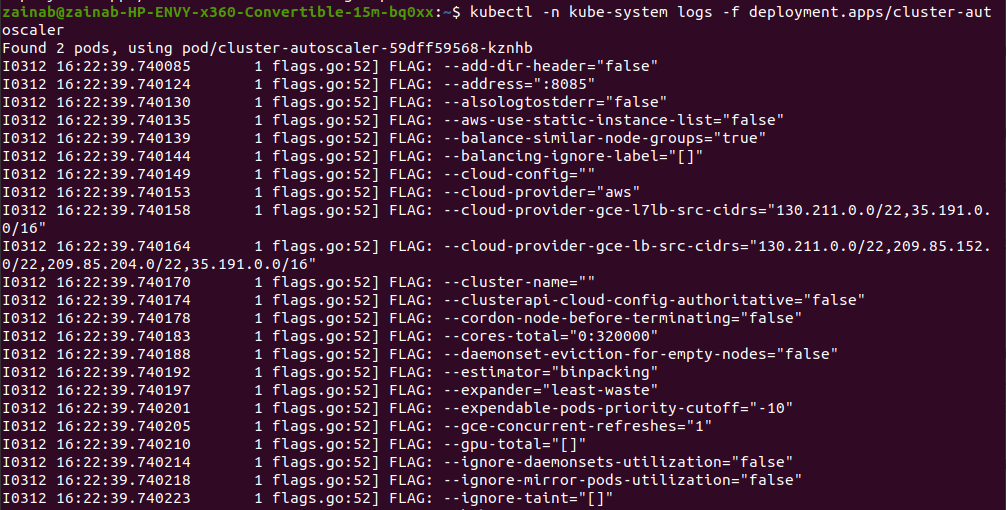 zainab@zainab-HP-ENVY-x360-Convertible-15m-bq0xx:~$ kubectl -n kube-system logs -f deployment.apps/cluster-aut
oscaler
Found 2 pods, using pod/cluster-autoscaler-59dff59568-kznhb
I0312 16:22:39.740085       1 flags.go:52] FLAG: --add-dir-header="false"
I0312 16:22:39.740124       1 flags.go:52] FLAG: --address=":8085"
I0312 16:22:39.740130       1 flags.go:52] FLAG: --alsologtostderr="false"
I0312 16:22:39.740135       1 flags.go:52] FLAG: --aws-use-static-instance-list="false"
I0312 16:22:39.740139       1 flags.go:52] FLAG: --balance-similar-node-groups="true"
I0312 16:22:39.740144       1 flags.go:52] FLAG: --balancing-ignore-label="[]"
I0312 16:22:39.740149       1 flags.go:52] FLAG: --cloud-config=""
I0312 16:22:39.740153       1 flags.go:52] FLAG: --cloud-provider="aws"
I0312 16:22:39.740158       1 flags.go:52] FLAG: --cloud-provider-gce-l7lb-src-cidrs="130.211.0.0/22,35.191.0.
0/16"
I0312 16:22:39.740164       1 flags.go:52] FLAG: --cloud-provider-gce-lb-src-cidrs="130.211.0.0/22,209.85.152.
0/22,209.85.204.0/22,35.191.0.0/16"
I0312 16:22:39.740170       1 flags.go:52] FLAG: --cluster-name=""
I0312 16:22:39.740174       1 flags.go:52] FLAG: --clusterapi-cloud-config-authoritative="false"
I0312 16:22:39.740178       1 flags.go:52] FLAG: --cordon-node-before-terminating="false"
I0312 16:22:39.740183       1 flags.go:52] FLAG: --cores-total="0:320000"
I0312 16:22:39.740188       1 flags.go:52] FLAG: --daemonset-eviction-for-empty-nodes="false"
I0312 16:22:39.740192       1 flags.go:52] FLAG: --estimator="binpacking"
I0312 16:22:39.740197       1 flags.go:52] FLAG: --expander="least-waste"
I0312 16:22:39.740201       1 flags.go:52] FLAG: --expendable-pods-priority-cutoff="-10"
I0312 16:22:39.740205       1 flags.go:52] FLAG: --gce-concurrent-refreshes="1"
I0312 16:22:39.740210       1 flags.go:52] FLAG: --gpu-total="[]"
I0312 16:22:39.740214       1 flags.go:52] FLAG: --ignore-daemonsets-utilization="false"
I0312 16:22:39.740218       1 flags.go:52] FLAG: --ignore-mirror-pods-utilization="false"
I0312 16:22:39.740223       1 flags.go:52] FLAG: --ignore-taint="[]"